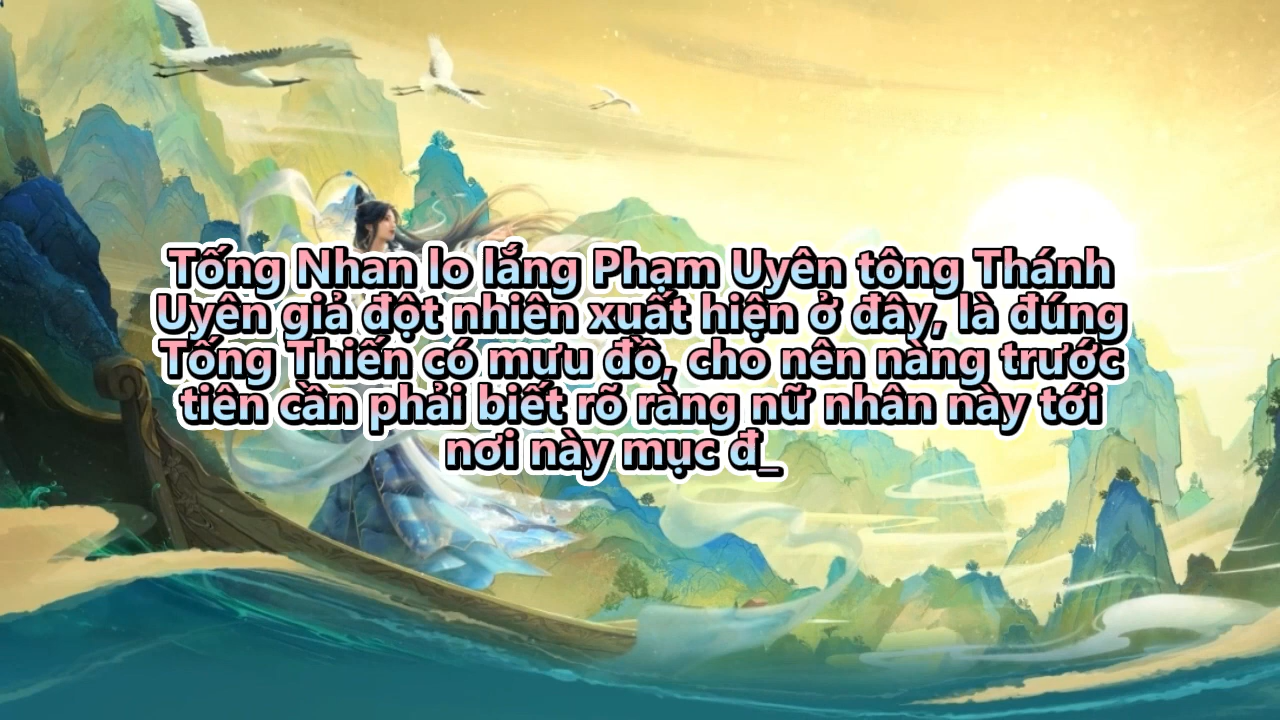 Tống Nhan lo lắng Phạm Uyên tông Thánh
Uyên giả đột nhiên xuất hiện ở đây, là đúng
Tống Thiến có mưu đồ, cho nên nàng trước
tiên cần phải biết rõ ràng nữ nhân này tới
nơi này mục đ_